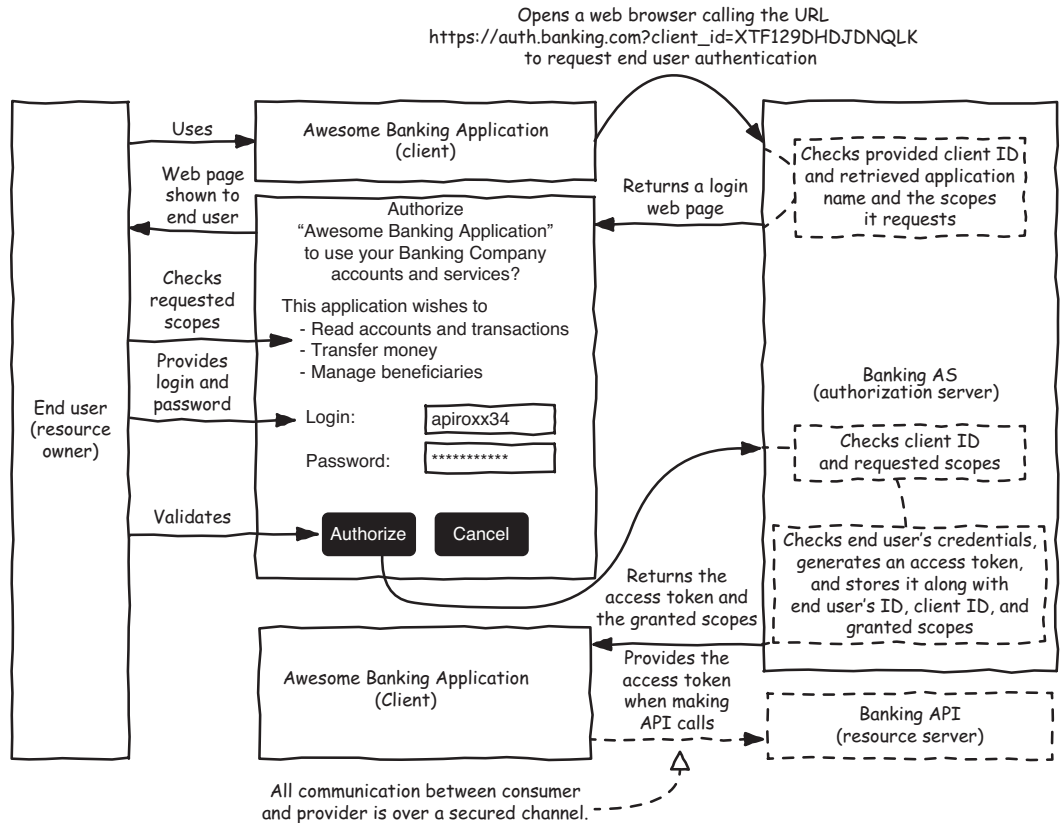 Opens a web browser calling the URL
https://auth.banking.com?client_id=XTF129DHDJDNQLK
to request end user authentication
Uses
Awesome Banking Application
(client)
Checks provided client ID
and retrieved application
name and the scopes
it requests
Web page
shown to
end user
Returns a login
web page
Authorize
“Awesome Banking Application”
to use your Banking Company
accounts and services?
Checks
requested
scopes
This application wishes to
- Read accounts and transactions
- Transfer money
- Manage beneficiaries
Provides
login and
password
End user
(resource
owner)
Login:
apiroxx34
Password:
***********
Banking AS
(authorization server)
Checks client ID
and requested scopes
Validates
Authorize
Cancel
Checks end user’s credentials,
generates an access token,
and stores it along with
end user’s ID, client ID, and
granted scopes
Returns the
access token and
the granted scopes
Awesome Banking Application
(Client)
Provides the
access token
when making
API calls
Banking API
(resource server)
All communication between consumer
and provider is over a secured channel.